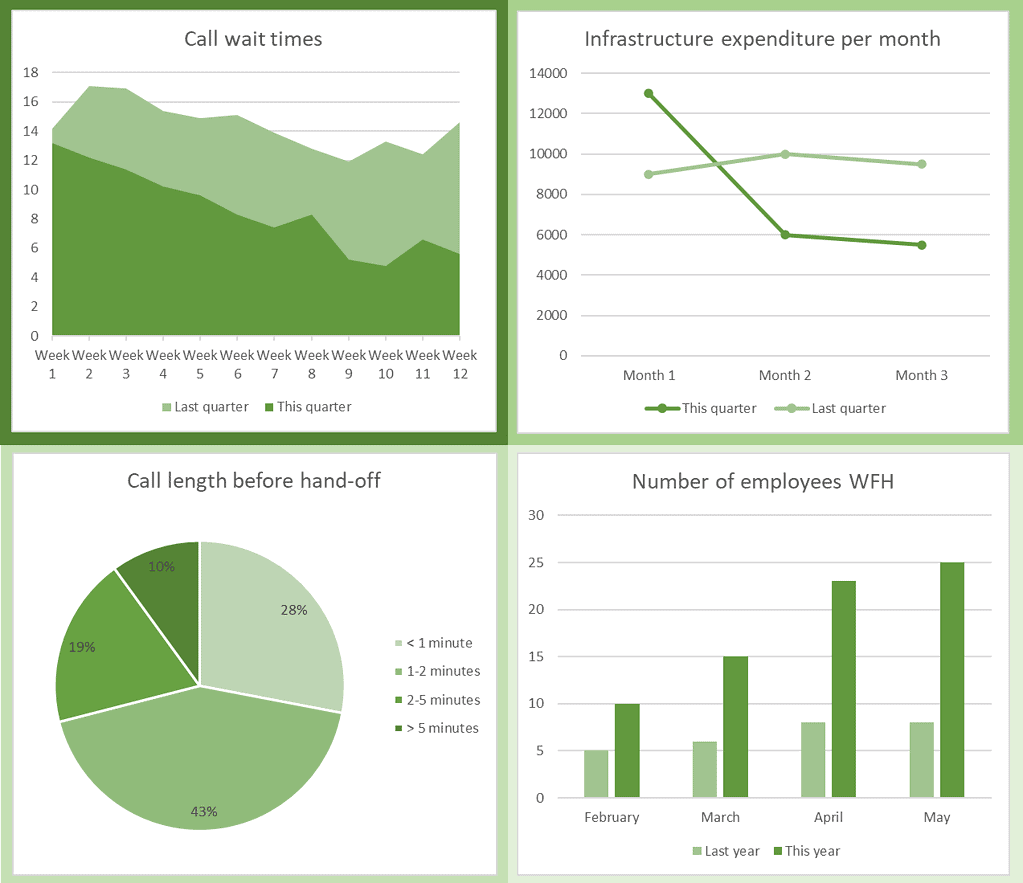 Call wait times
18
16
14
12
10
8
6
4
2
0
Week Week Week Week Week Week Week Week Week Week Week Week
1 2 3 4 5 6 7 8 9 10 11 12
Last quarter This quarter
Infrastructure expenditure per month
14000
12000
10000
8000
6000
4000
2000
0
Month 1 Month 2 Month 3
This quarter Last quarter
Call length before hand-off
10%
28%
19%
43%
< 1 minute
1-2 minutes
2-5 minutes
> 5 minutes
Number of employees WFH
30
25
20
15
10
5
0
February March April May
Last year This year